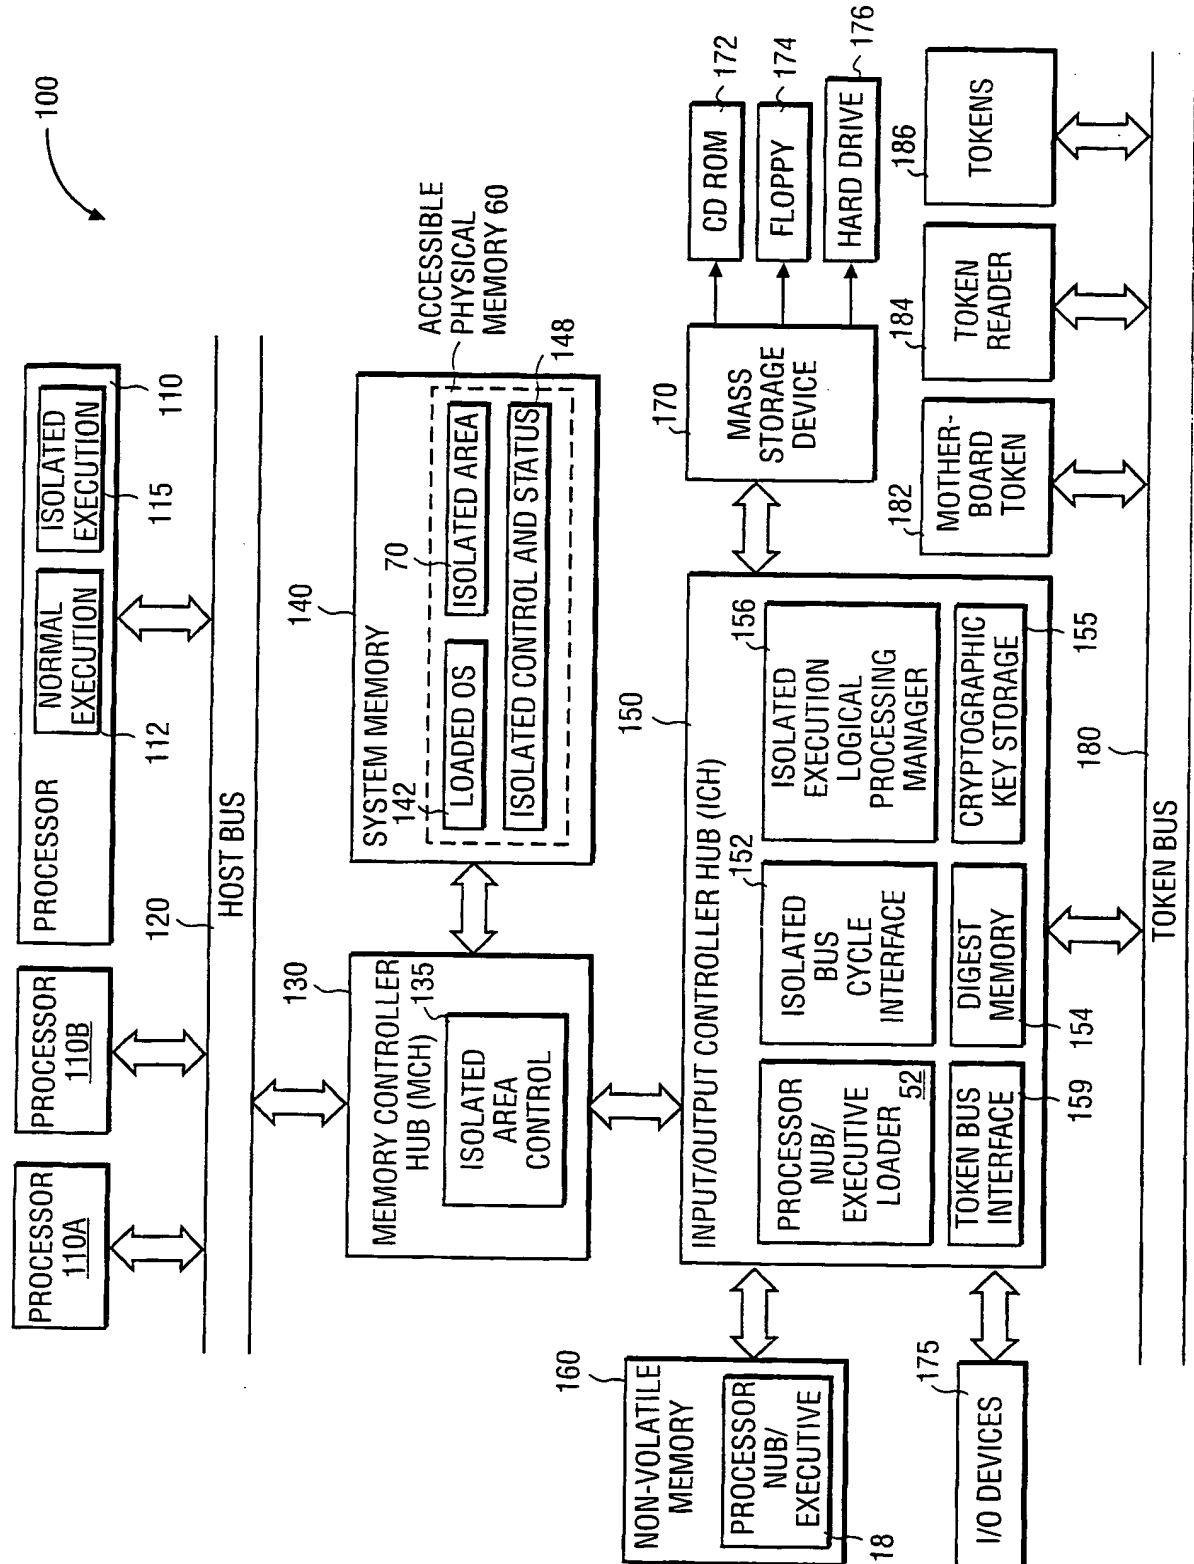 100
PROCESSOR
110A
PROCESSOR
110B
PROCESSOR
NORMAL
EXECUTION
112
ISOLATED
EXECUTION
115
110
120
HOST BUS
130
MEMORY CONTROLLER
HUB (MCH)
135
ISOLATED
AREA
CONTROL
140
SYSTEM MEMORY
142
LOADED OS
70
ISOLATED AREA
ISOLATED CONTROL AND STATUS
148
ACCESSIBLE
PHYSICAL
MEMORY 60
160
NON-VOLATILE
MEMORY
PROCESSOR
NUB/
EXECUTIVE
18
175
I/O DEVICES
150
INPUT/OUTPUT CONTROLLER HUB (ICH)
PROCESSOR
NUB/
EXECUTIVE
LOADER
52
152
ISOLATED
BUS
CYCLE
INTERFACE
156
ISOLATED
EXECUTION
LOGICAL
PROCESSING
MANAGER
TOKEN BUS
INTERFACE
159
DIGEST
MEMORY
154
CRYPTOGRAPHIC
KEY STORAGE
155
170
MASS
STORAGE
DEVICE
CD ROM
172
FLOPPY
174
HARD DRIVE
176
182
MOTHER-
BOARD
TOKEN
184
TOKEN
READER
186
TOKENS
180
TOKEN BUS